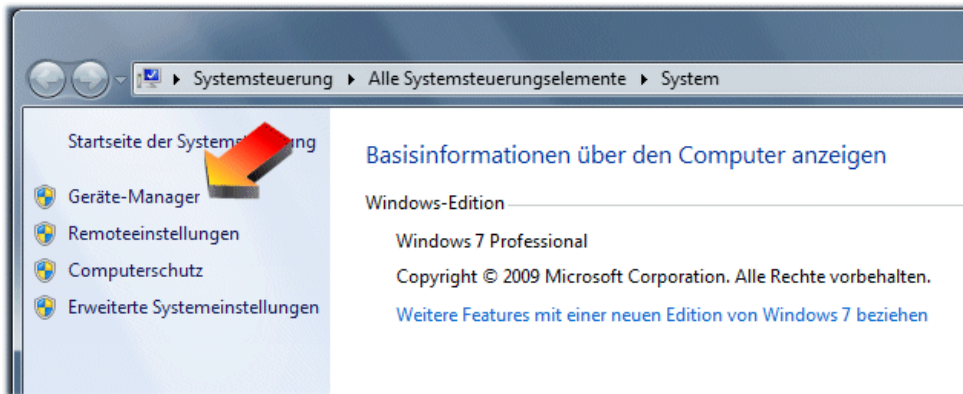 Systemsteuerung Alle Systemsteuerungselemente System
Startseite der
Geräte-Manager
Remoteeinstellungen
Computerschutz
Erweiterte Systemeinstellungen
Basisinformationen über den Computer anzeigen
Windows-Edition
Windows 7 Professional
Copyright © 2009 Microsoft Corporation. Alle Rechte vorbehalten.
Weitere Features mit einer neuen Edition von Windows 7 beziehen